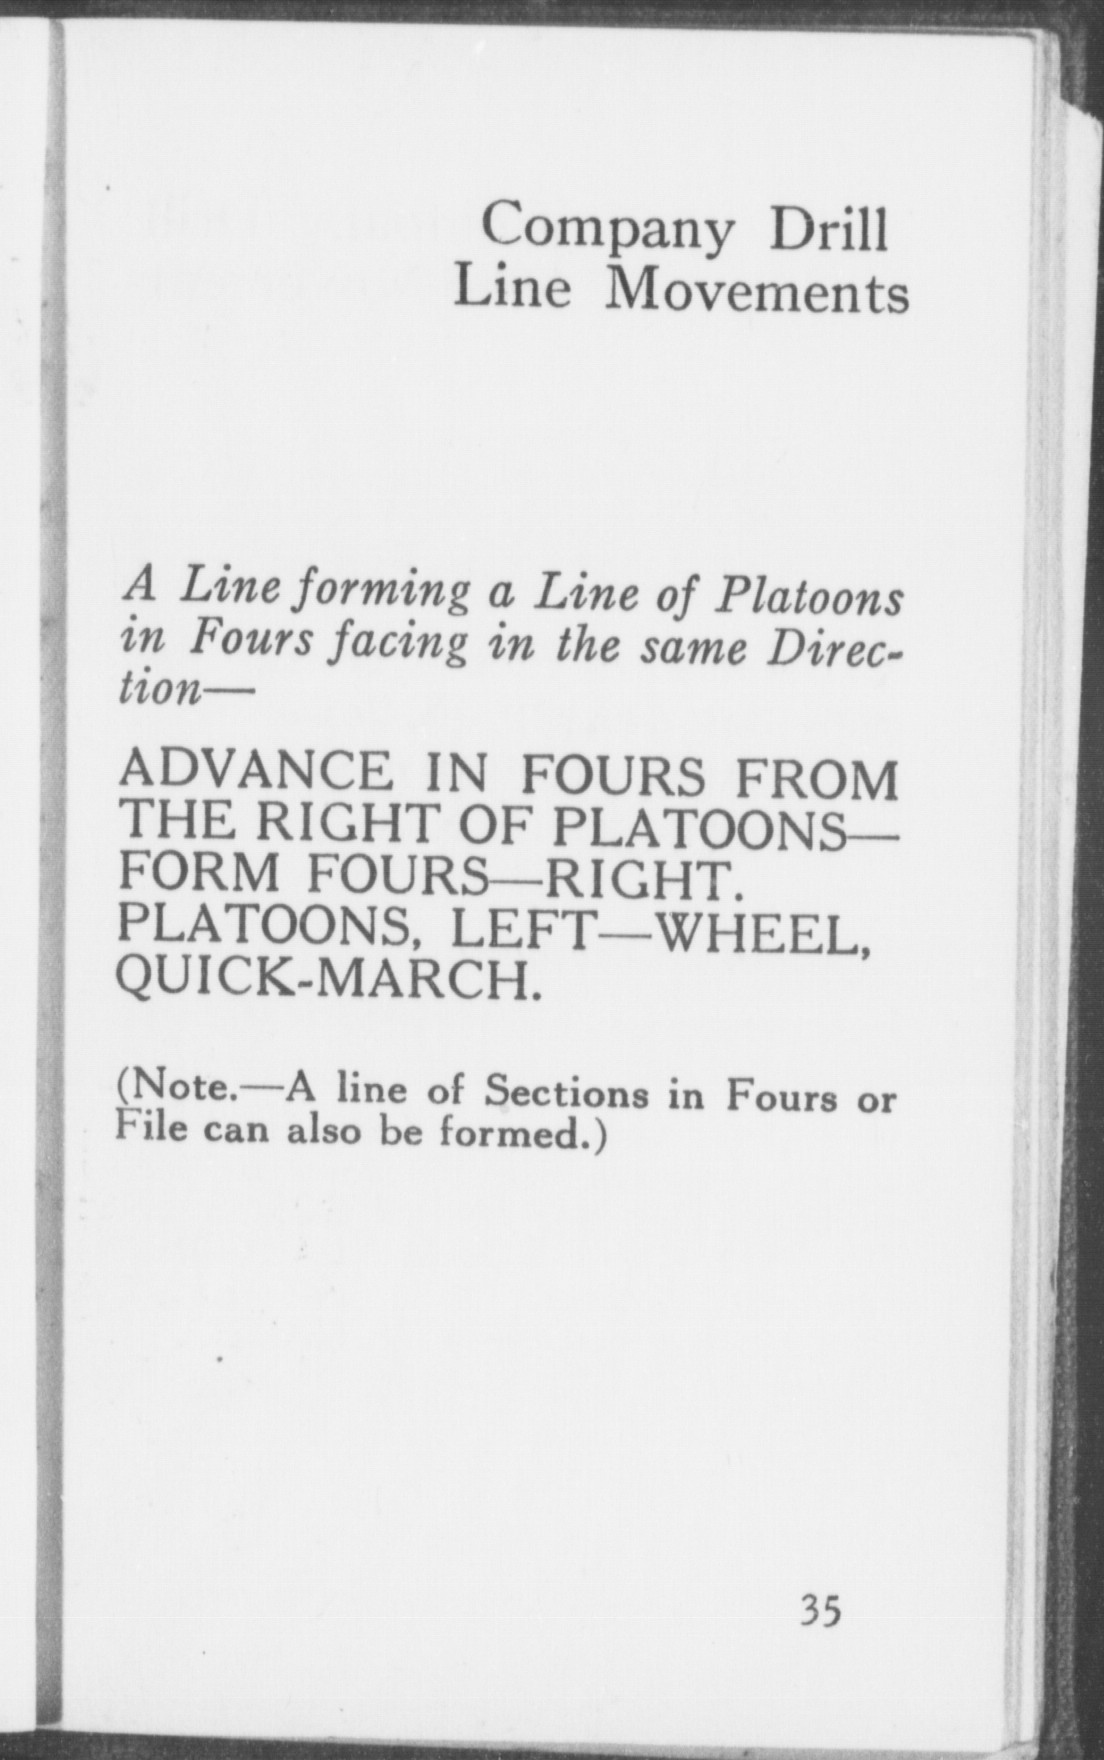 Company Drill
Line Movements
A Line forming a Line of Platoons
in Fours facing in the same Direc-
tion—
ADVANCE IN FOURS FROM
THE RIGHT OF PLATOONS—
FORM FOURS—RIGHT.
PLATOONS, LEFT—WHEEL,
QUICK-MARCH.
(Note.—A line of Sections in Fours or
File can also be formed.)
35